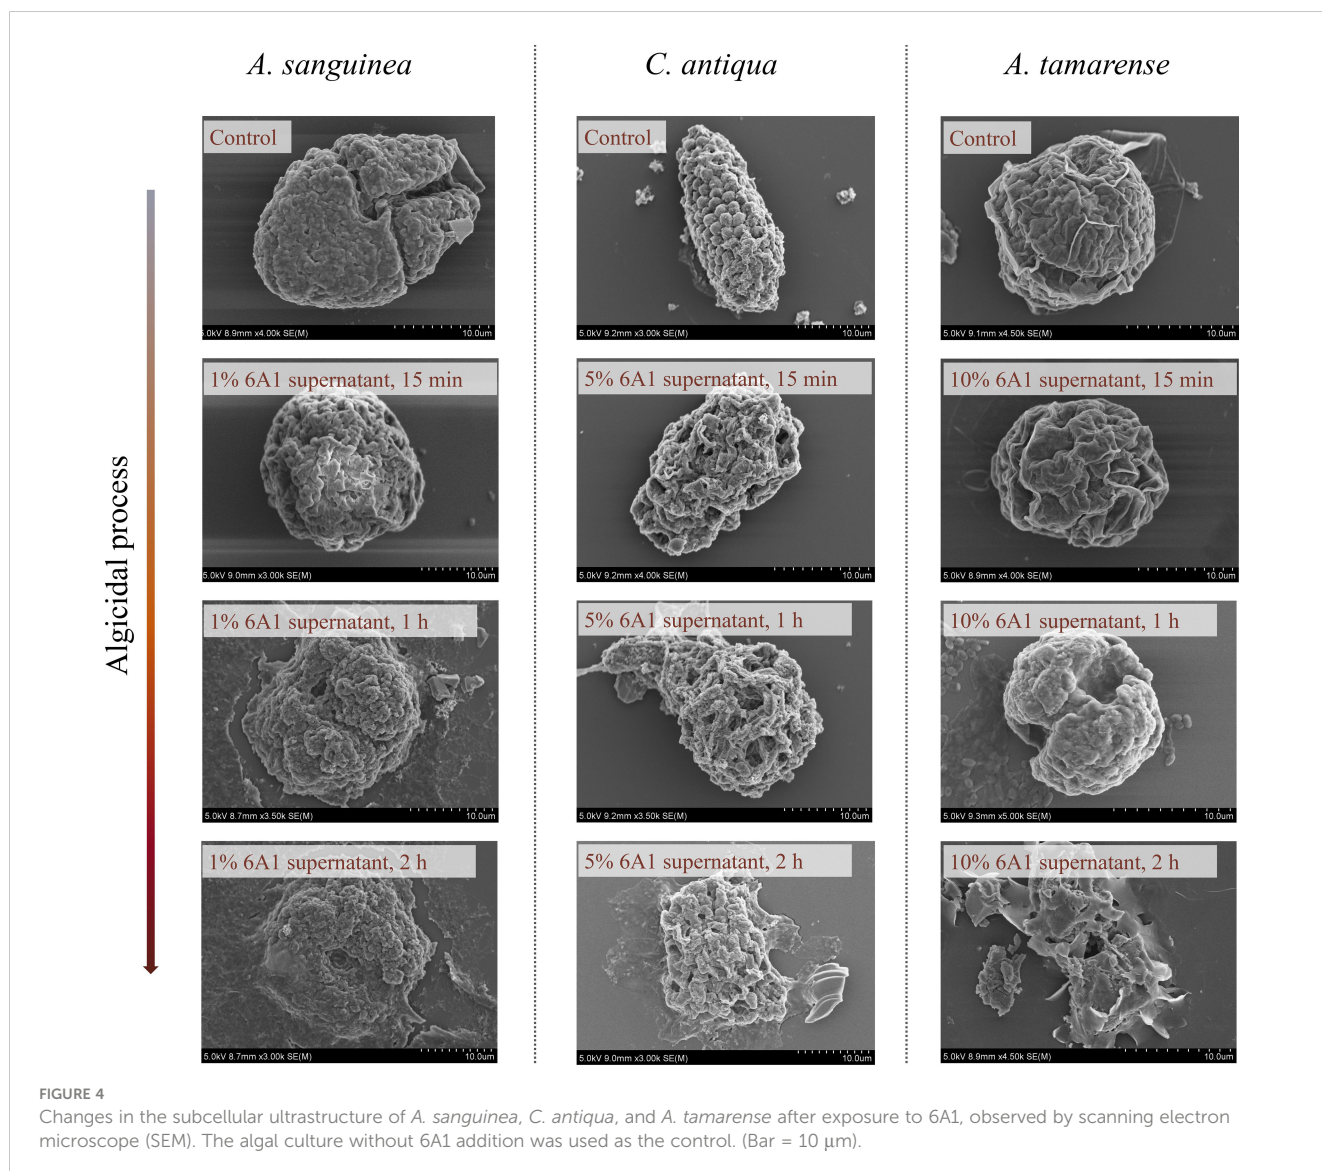 A. sanguinea
C. antiqua
A. tamarense
Algicidal process
Control
5.0kV 8.9mm x4.00k SE(M)
10.0um
Control
5.0kV 9.2mm x3.00k SE(M)
10.0um
Control
5.0kV 9.1mm x4.50k SE(M)
10.0um
1% 6A1 supernatant, 15 min
5.0kV 9.0mm x3.00k SE(M)
10.0um
5% 6A1 supernatant, 15 min
5.0kV 9.2mm x4.00k SE(M)
10.0um
10% 6A1 supernatant, 15 min
5.0kV 8.9mm x4.00k SE(M)
10.0um
1% 6A1 supernatant, 1 h
5.0kV 8.7mm x3.50k SE(M)
10.0um
5% 6A1 supernatant, 1 h
5.0kV 9.2mm x3.50k SE(M)
10.0um
10% 6A1 supernatant, 1 h
5.0kV 9.3mm x5.00k SE(M)
10.0um
1% 6A1 supernatant, 2 h
5.0kV 8.7mm x3.00k SE(M)
10.0um
5% 6A1 supernatant, 2 h
5.0kV 9.0mm x3.00k SE(M)
10.0um
10% 6A1 supernatant, 2 h
5.0kV 8.9mm x4.50k SE(M)
10.0um
FIGURE 4
Changes in the subcellular ultrastructure of A. sanguinea, C. antiqua, and A. tamarense after exposure to 6A1, observed by scanning electron
microscope (SEM). The algal culture without 6A1 addition was used as the control. (Bar = 10 μm).